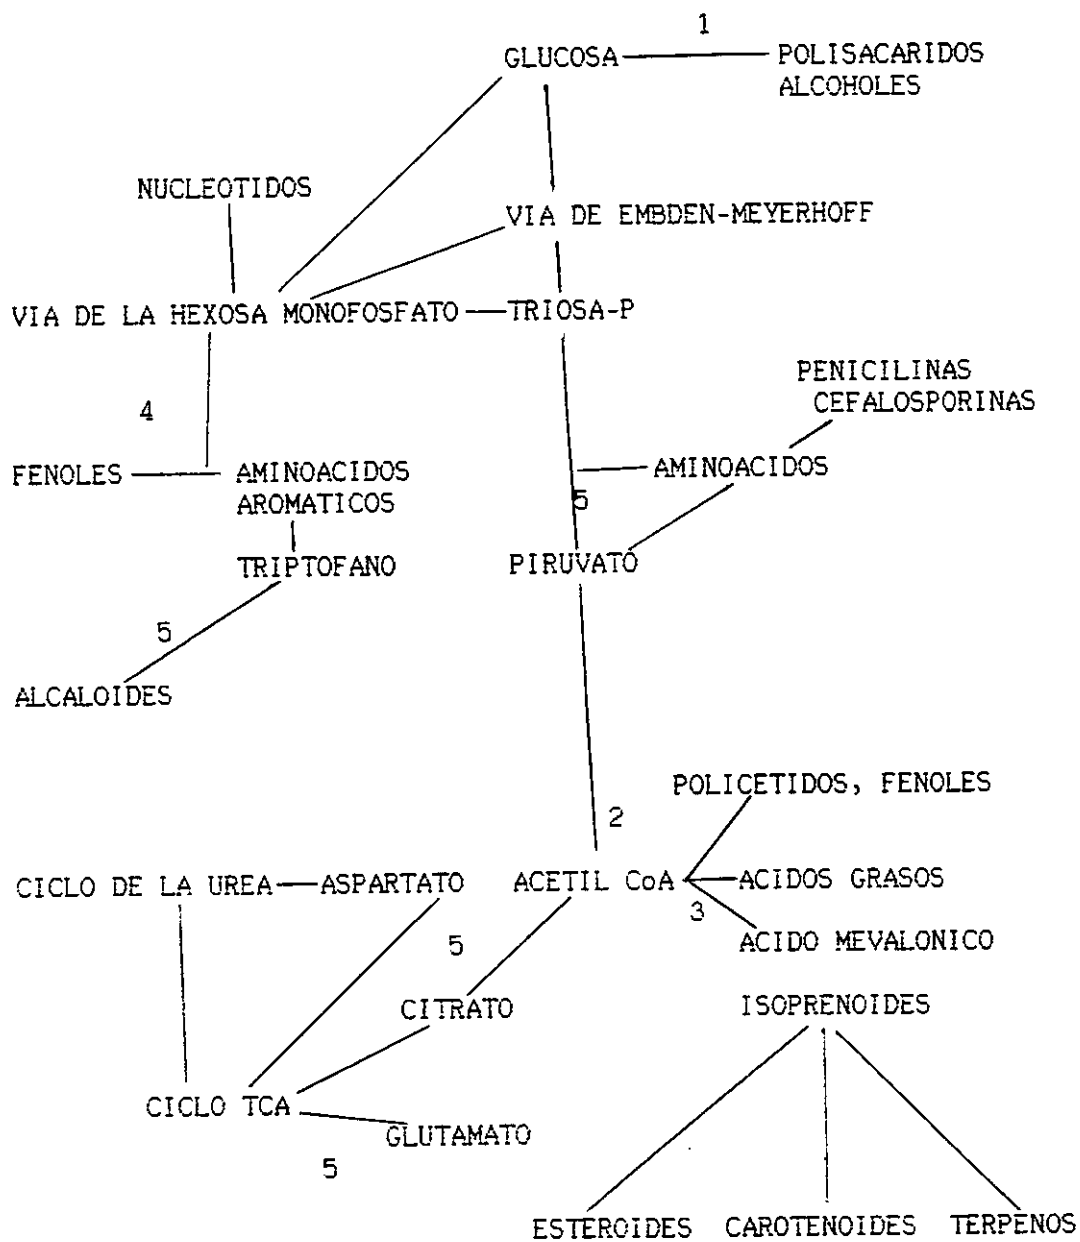 1
GLUCOSA POLISACARIDOS
ALCOHOLES
NUCLEOTIDOS
VIA DE EMBDEN-MEYERHOFF
VIA DE LA HEXOSA MONOFOSFATO TRIOSA-P
PENICILINAS
CEFALOSPORINAS
4
FENOLES AMINOACIDOS AMINOACIDOS
AROMATICOS 5
TRIPTOFANO PIRUVATO
5
ALCALOIDES
POLICETIDOS, FENOLES
2
CICLO DE LA UREA ASPARTATO ACETIL CoA ACIDOS GRASOS
3
5 ACIDO MEVALONICO
CITRATO ISOPRENOIDES
CICLO TCA
GLUTAMATO
5
ESTEROIDES CAROTENOIDES TERPENOS